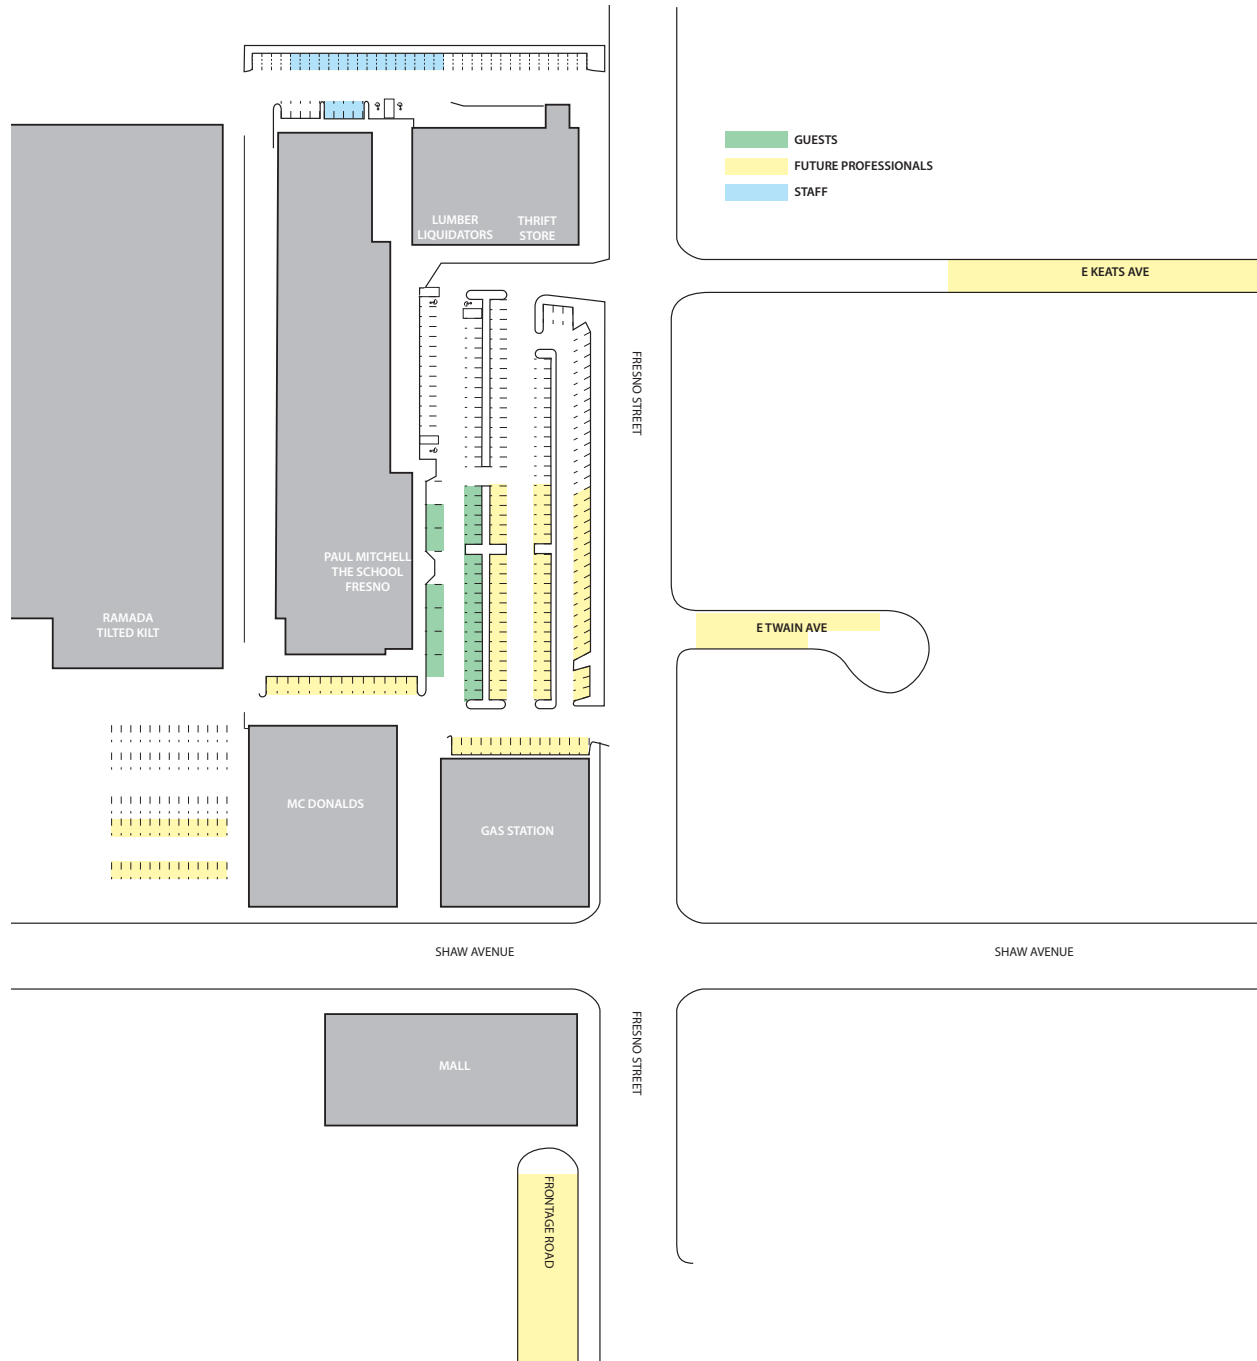 GUESTS
FUTURE PROFESSIONALS
STAFF
LUMBER
LIQUIDATORS
THRIFT
STORE
E KEATS AVE
FRESNO STREET
PAUL MITCHELL
THE SCHOOL
FRESNO
RAMADA
TILTED KILT
E TWAIN AVE
MC DONALDS
GAS STATION
SHAW AVENUE
SHAW AVENUE
FRESNO STREET
MALL
FRONTAGE ROAD